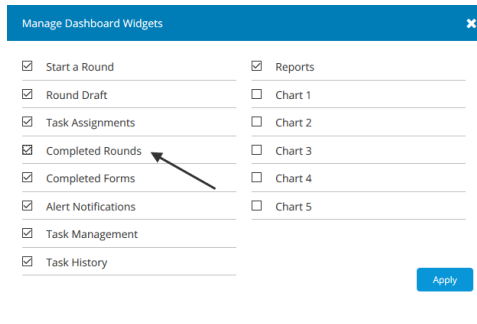 Manage Dashboard Widgets
Start a Round
Round Draft
Task Assignments
Completed Rounds
Completed Forms
Alert Notifications
Task Management
Task History
Reports
Chart 1
Chart 2
Chart 3
Chart 4
Chart 5
Apply